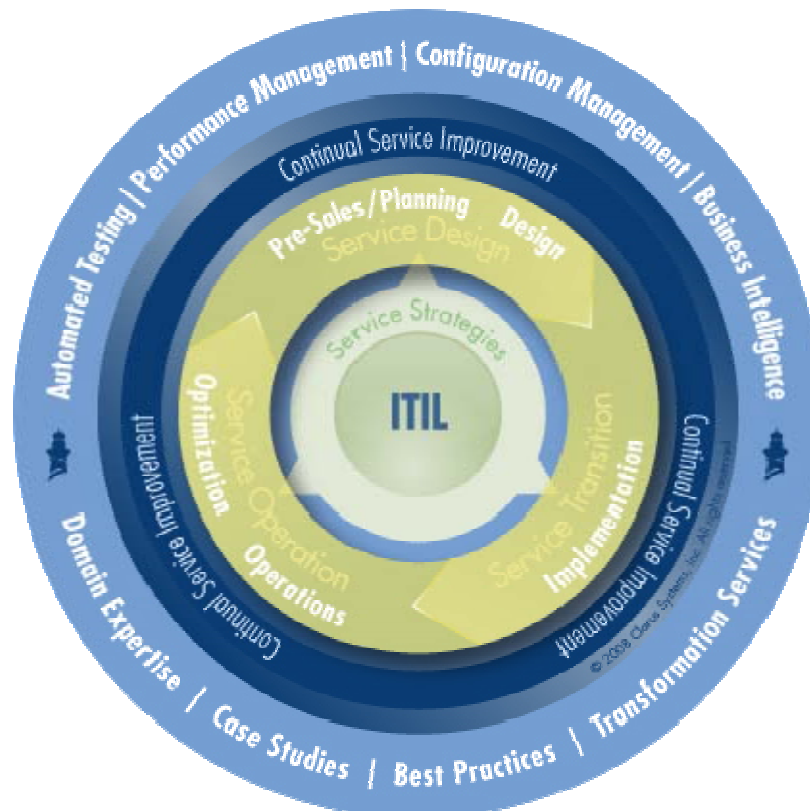 Automated Testing | Performance Management | Configuration Management | Business Intelligence
Continual Service Improvement
Pre-Sales/Planning Design
Service Design
Service Strategies
ITIL
Optimization
Service Operation
Operations
Service Transition
Implementation
Continual Service Improvement
Continual Service Improvement
© 2008 Clarus Systems, Inc. All rights reserved
Domain Expertise | Case Studies | Best Practices | Transformation Services